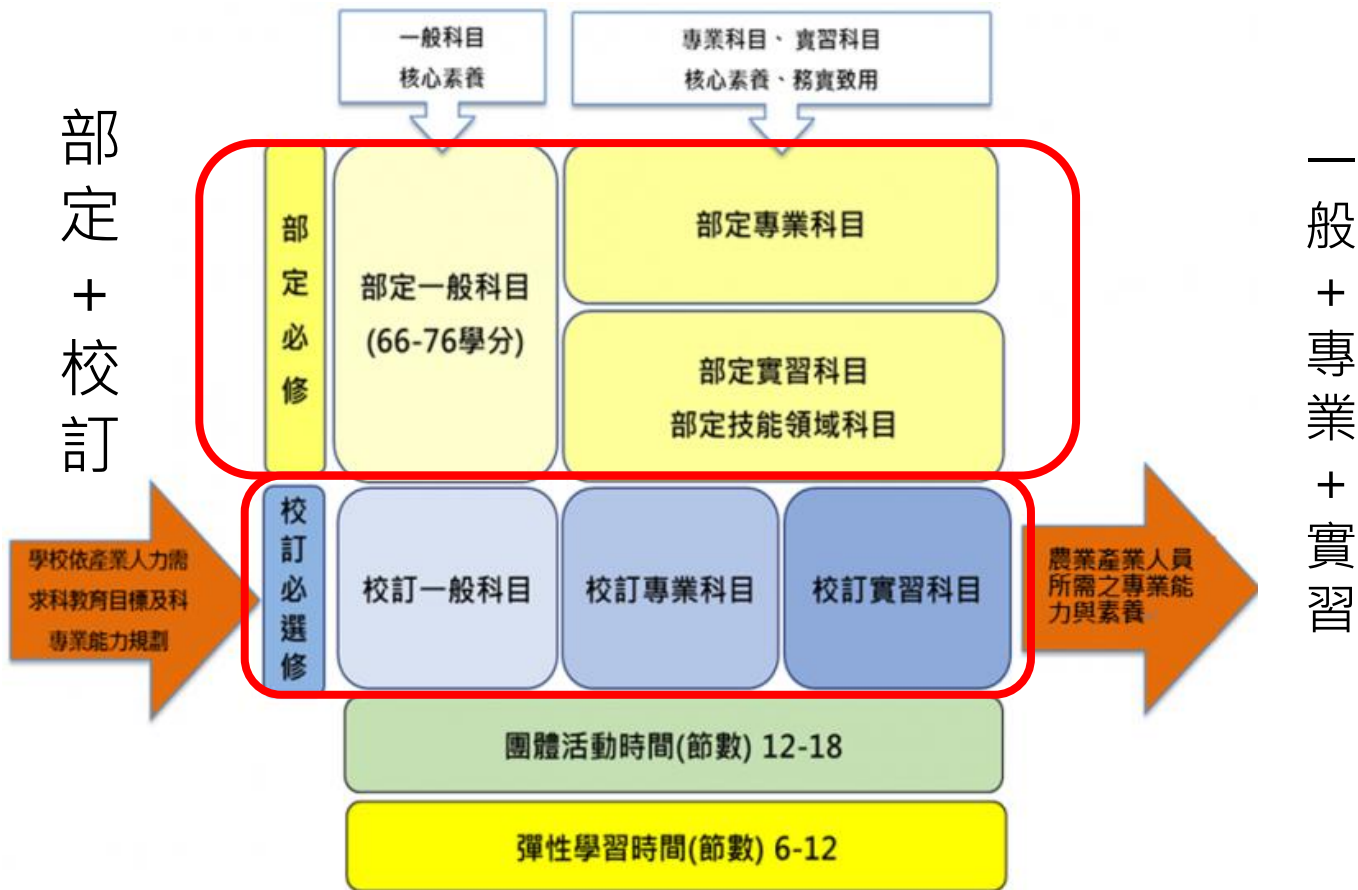 一般科目
核心素養
專業科目、實習科目
核心素養、務實致用
部定+校訂
一般+專業+實習
部定必修
部定一般科目
(66-76學分)
部定專業科目
部定實習科目
部定技能領域科目
學校依產業人力需
求科教育目標及科
專業能力規劃
校訂必選修
校訂一般科目
校訂專業科目
校訂實習科目
農業產業人員
所需之專業能
力與素養
團體活動時間(節數) 12-18
彈性學習時間(節數) 6-12